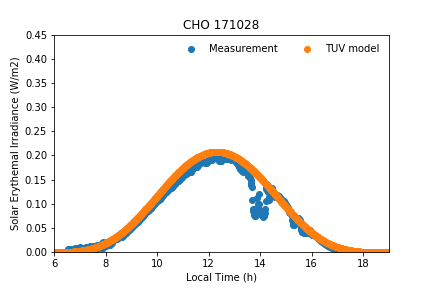 CHO 171028
Measurement TUV model
Solar Erythemal Irradiance (W/m2)
0.45
0.40
0.35
0.30
0.25
0.20
0.15
0.10
0.05
0.00
6 8 10 12 14 16 18
Local Time (h)